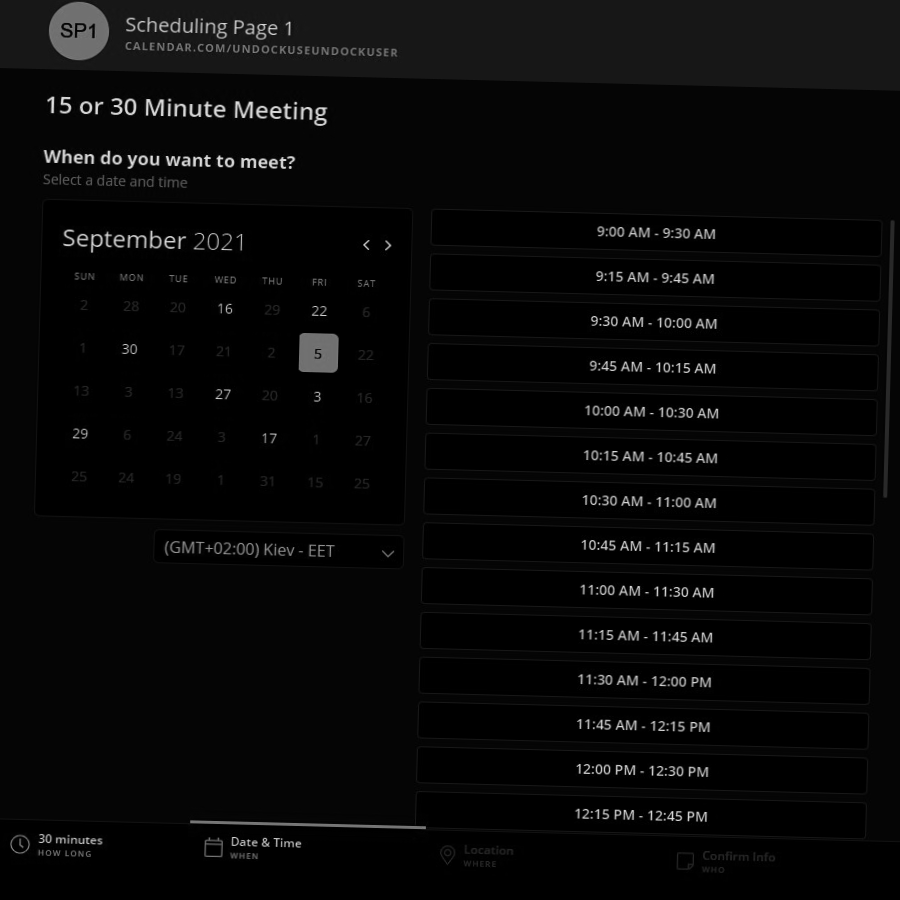 SP1
Scheduling Page 1
CALENDAR.COM/UNDOCKUSEUNDOCKUSER
15 or 30 Minute Meeting
When do you want to meet?
Select a date and time
September 2021
SUN MON TUE WED THU FRI SAT
2 28 20 16 29 22 6
1 30 17 21 2 5 22
13 3 13 27 20 3 16
29 6 24 3 17 1 27
25 24 19 1 31 15 25
(GMT+02:00) Kiev - EET
9:00 AM - 9:30 AM
9:15 AM - 9:45 AM
9:30 AM - 10:00 AM
9:45 AM - 10:15 AM
10:00 AM - 10:30 AM
10:15 AM - 10:45 AM
10:30 AM - 11:00 AM
10:45 AM - 11:15 AM
11:00 AM - 11:30 AM
11:15 AM - 11:45 AM
11:30 AM - 12:00 PM
11:45 AM - 12:15 PM
12:00 PM - 12:30 PM
12:15 PM - 12:45 PM
30 minutes
HOW LONG
Date & Time
WHEN
Location
WHERE
Confirm Info
WHO